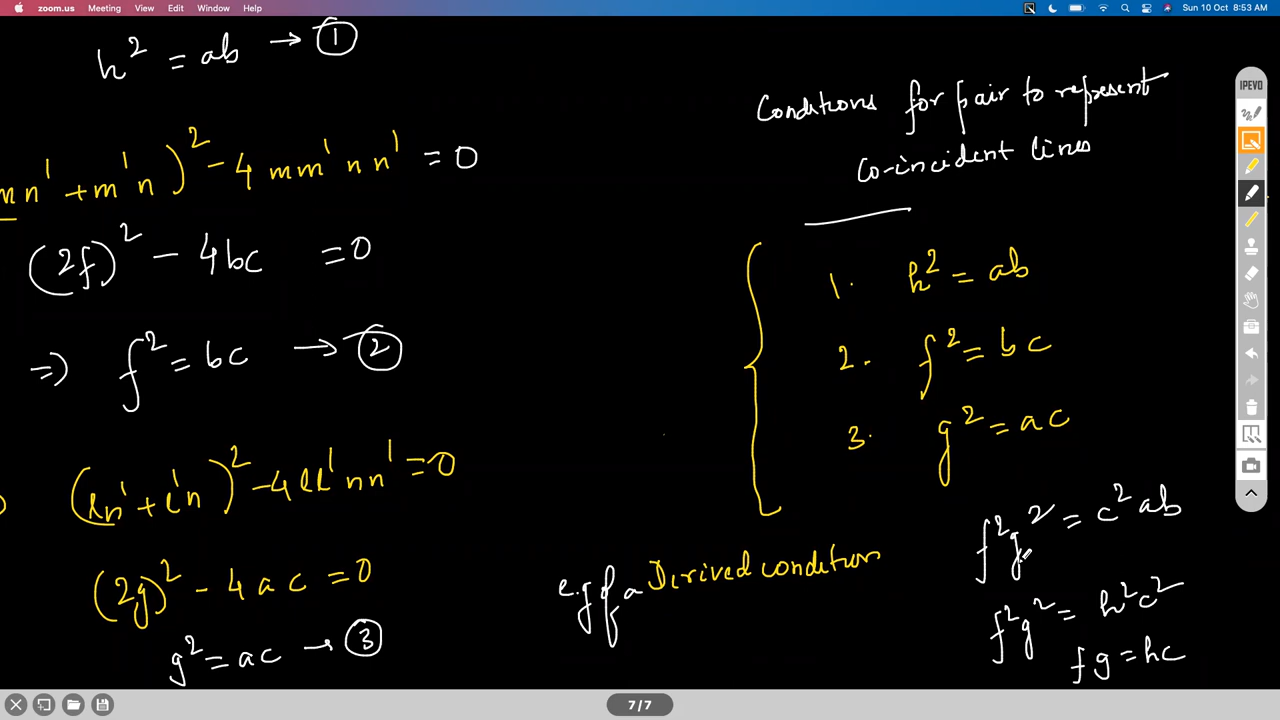 zoom.us Meeting View Edit Window Help
Sun 10 Oct 8:53 AM
h² = ab → ①
mn' + m'n)² - 4 mm' nn' = 0
(2f)² - 4bc = 0
⇒ f² = bc → ②
(ln' + l'n)² - 4ll' nn' = 0
(2g)² - 4ac = 0
g² = ac → ③
Conditions for pair to represent
Co-incident lines
1. h² = ab
2. f² = bc
3. g² = ac
e.g of a Derived condition
f²g² = c²ab
f²g² = h²c²
fg = hc
IPEVO
7/7